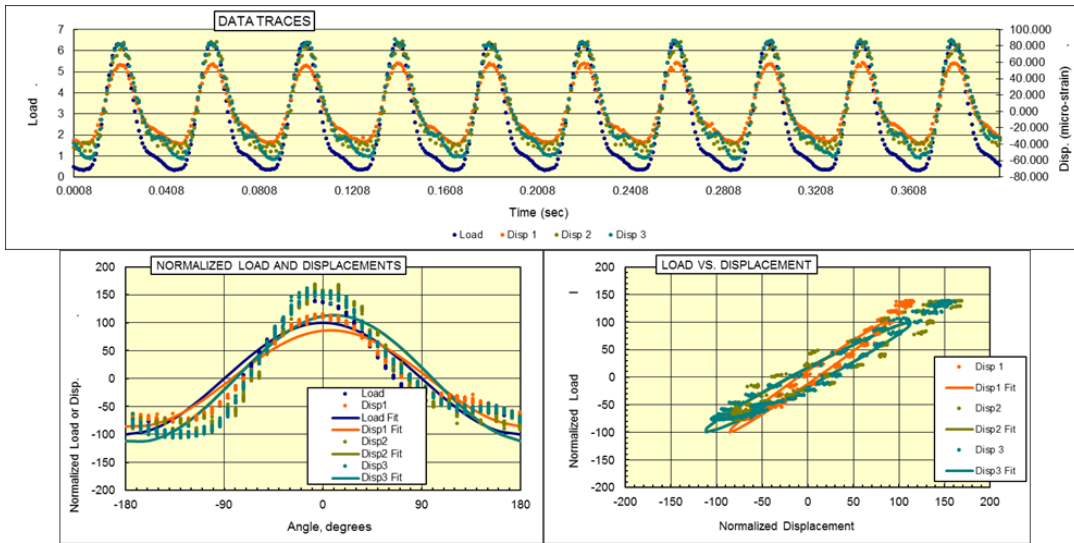 DATA TRACES
7
6
5
4
3
2
1
0
Load
100.000
80.000
60.000
40.000
20.000
0.000
-20.000
-40.000
-60.000
-80.000
Disp. (micro-strain)
0.0008 0.0408 0.0808 0.1208 0.1608 0.2008 0.2408 0.2808 0.3208 0.3608
Time (sec)
Load Disp 1 Disp 2 Disp 3
NORMALIZED LOAD AND DISPLACEMENTS
200
150
100
50
0
-50
-100
-150
-200
Normalized Load or Disp.
Load
Disp1
Load Fit
Disp1 Fit
Disp2
Disp2 Fit
Disp3
Disp3 Fit
-180 -90 0 90 180
Angle, degrees
LOAD VS. DISPLACEMENT
200
150
100
50
0
-50
-100
-150
-200
Normalized Load
Disp 1
Disp1 Fit
Disp2
Disp2 Fit
Disp 3
Disp3 Fit
-200 -150 -100 -50 0 50 100 150 200
Normalized Displacement